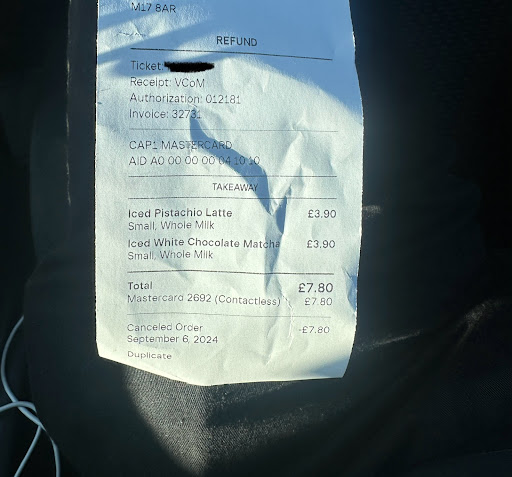 M17 8AR
REFUND
Ticket:
Receipt: VCoM
Authorization: 012181
Invoice: 32731
CAP1 MASTERCARD
AID A0 00 00 00 04 10 10
TAKEAWAY
Iced Pistachio Latte £3.90
Small, Whole Milk
Iced White Chocolate Matcha £3.90
Small, Whole Milk
Total £7.80
Mastercard 2692 (Contactless) £7.80
Canceled Order -£7.80
September 6, 2024
Duplicate